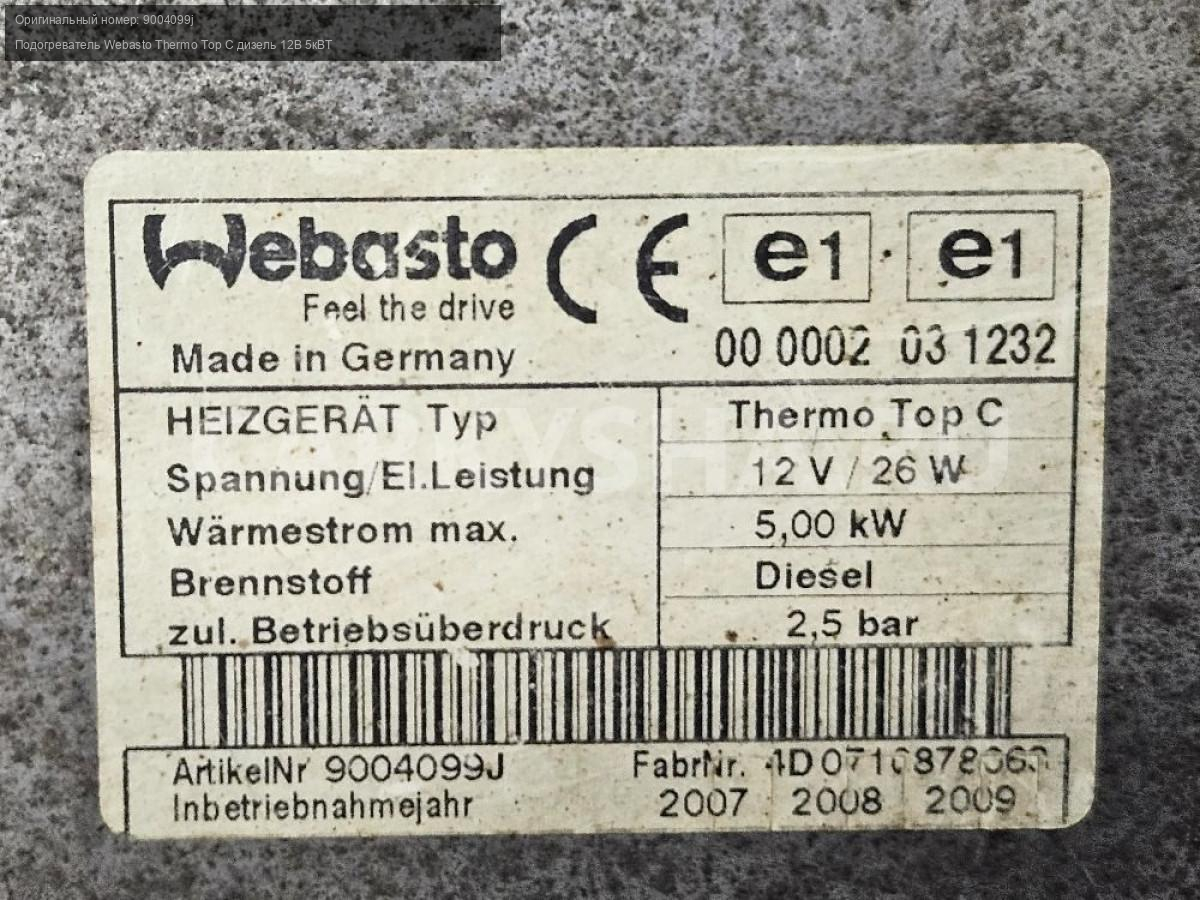 Оригинальный номер: 9004099j
Подогреватель Webasto Thermo Top C дизель 12В 5кВТ
Webasto CE e1 e1
Feel the drive
Made in Germany 00 0002 03 1232
HEIZGERÄT Typ Thermo Top C
Spannung/El.Leistung 12 V / 26 W
Wärmestrom max. 5,00 kW
Brennstoff Diesel
zul. Betriebsüberdruck 2,5 bar
ArtikelNr 9004099J FabrNr.
Inbetriebnahmejahr 2007 2008 2009